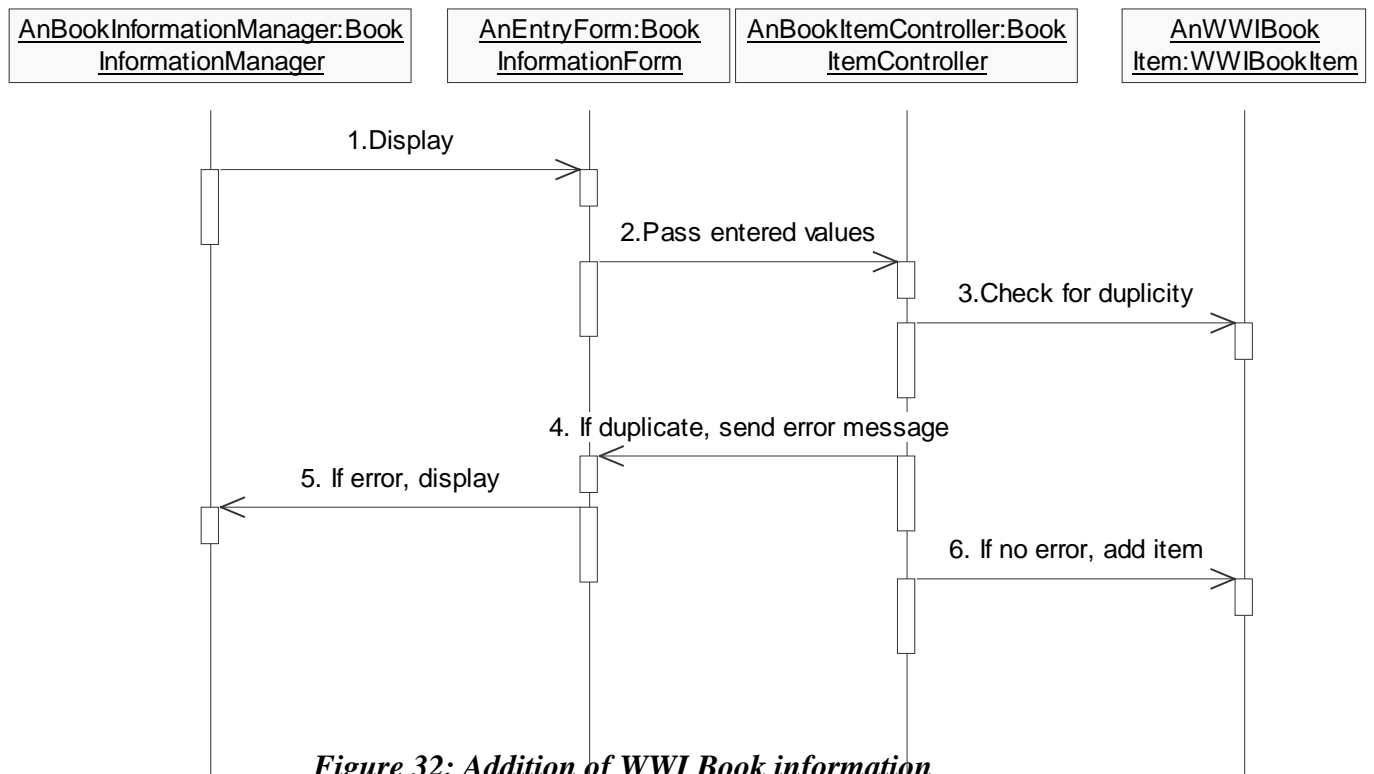 AnBookInformationManager:Book
InformationManager
AnEntryForm:Book
InformationForm
AnBookItemController:Book
ItemController
AnWWIBook
Item:WWIBookItem
1.Display
2.Pass entered values
3.Check for duplicity
4. If duplicate, send error message
5. If error, display
6. If no error, add item
Figure 32: Addition of WWI Book information